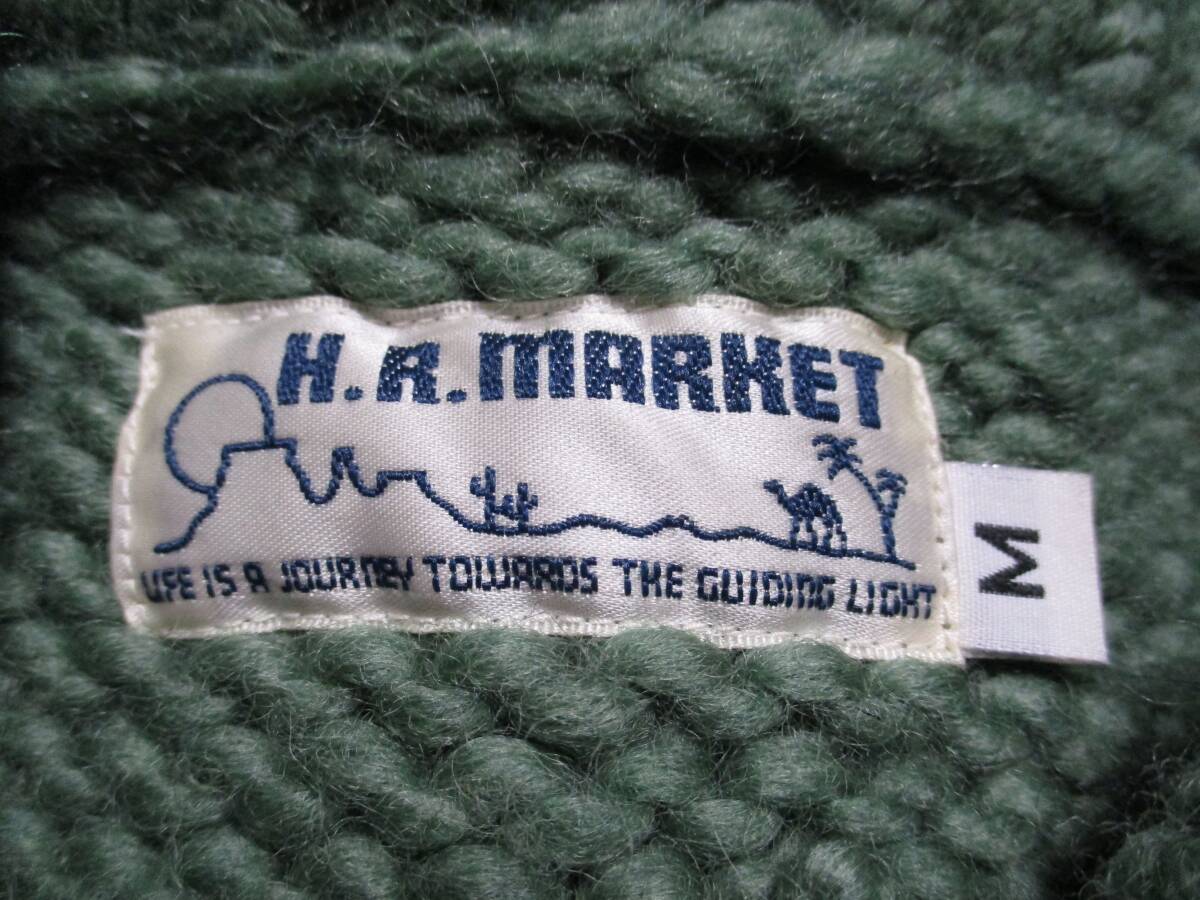 H.R.MARKET
LIFE IS A JOURNEY TOWARDS THE GUIDING LIGHT
M